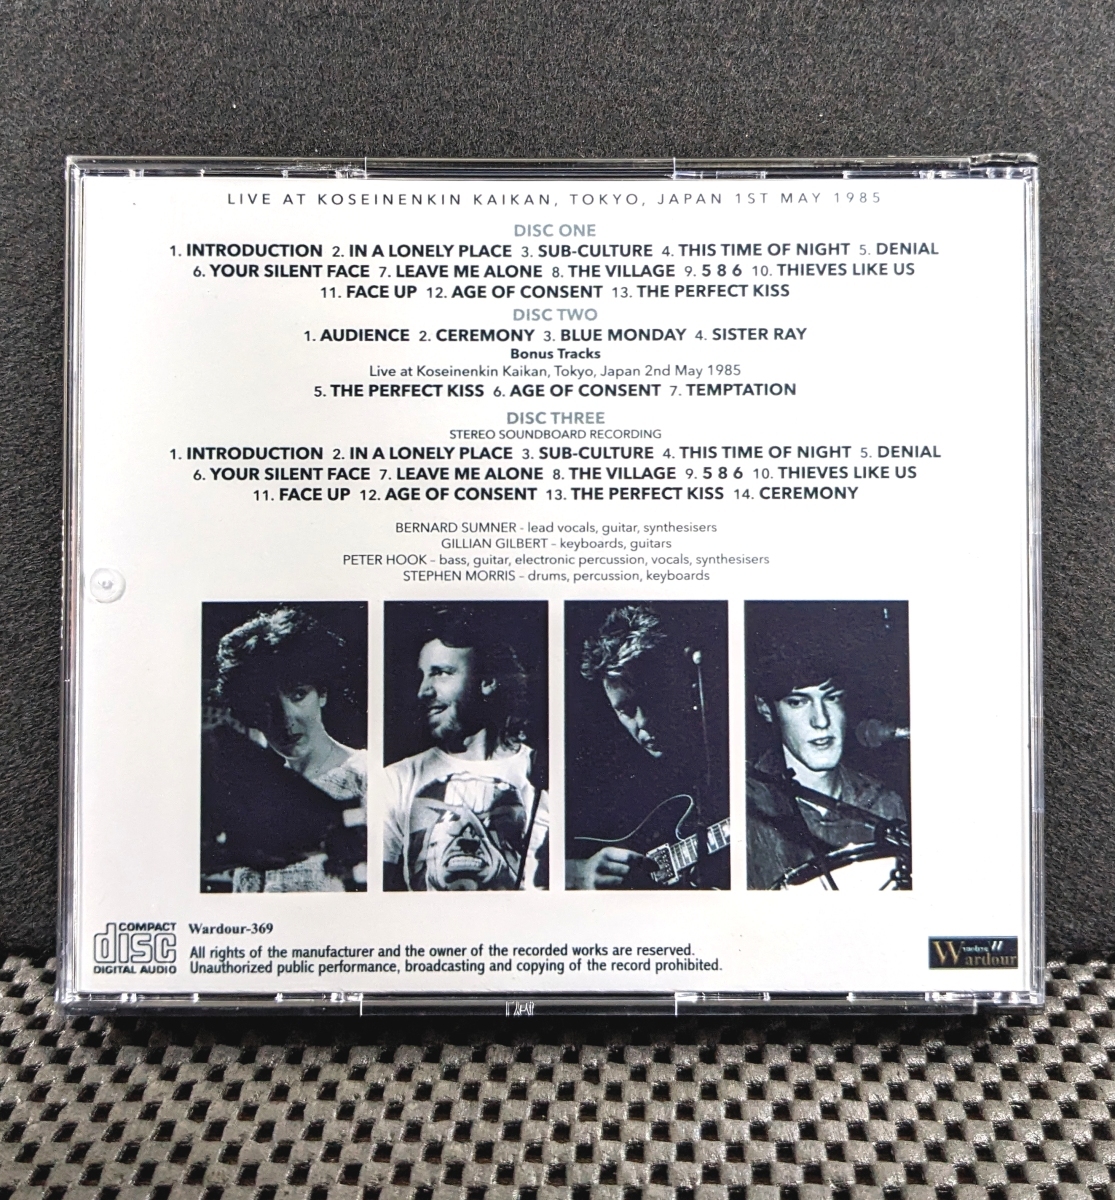 LIVE AT KOSEINENKIN KAIKAN, TOKYO, JAPAN 1ST MAY 1985
DISC ONE
1. INTRODUCTION 2. IN A LONELY PLACE 3. SUB-CULTURE 4. THIS TIME OF NIGHT 5. DENIAL
6. YOUR SILENT FACE 7. LEAVE ME ALONE 8. THE VILLAGE 9. 5 8 6 10. THIEVES LIKE US
11. FACE UP 12. AGE OF CONSENT 13. THE PERFECT KISS
DISC TWO
1. AUDIENCE 2. CEREMONY 3. BLUE MONDAY 4. SISTER RAY
Bonus Tracks
Live at Koseinenkin Kaikan, Tokyo, Japan 2nd May 1985
5. THE PERFECT KISS 6. AGE OF CONSENT 7. TEMPTATION
DISC THREE
STEREO SOUNDBOARD RECORDING
1. INTRODUCTION 2. IN A LONELY PLACE 3. SUB-CULTURE 4. THIS TIME OF NIGHT 5. DENIAL
6. YOUR SILENT FACE 7. LEAVE ME ALONE 8. THE VILLAGE 9. 5 8 6 10. THIEVES LIKE US
11. FACE UP 12. AGE OF CONSENT 13. THE PERFECT KISS 14. CEREMONY
BERNARD SUMNER - lead vocals, guitar, synthesisers
GILLIAN GILBERT - keyboards, guitars
PETER HOOK – bass, guitar, electronic percussion, vocals, synthesisers
STEPHEN MORRIS – drums, percussion, keyboards
COMPACT
disc
DIGITAL AUDIO
Wardour-369
All rights of the manufacturer and the owner of the recorded works are reserved.
Unauthorized public performance, broadcasting and copying of the record prohibited.
Wardour